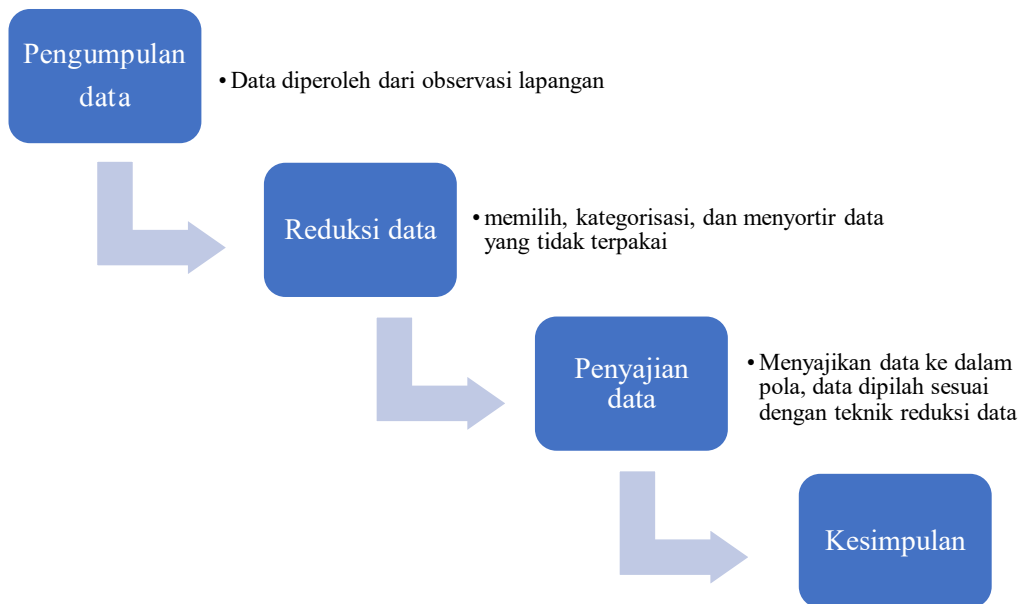 Pengumpulan
data
• Data diperoleh dari observasi lapangan
Reduksi data
• memilih, kategorisasi, dan menyortir data
yang tidak terpakai
Penyajian
data
• Menyajikan data ke dalam
pola, data dipilah sesuai
dengan teknik reduksi data
Kesimpulan